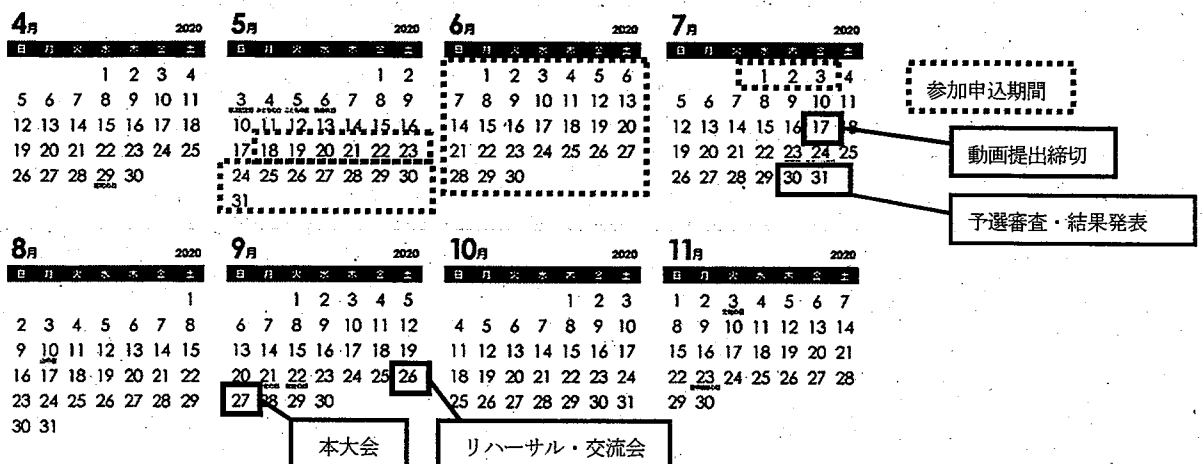 4月 2020
日 月 火 水 木 金 土
1 2 3 4
5 6 7 8 9 10 11
12 13 14 15 16 17 18
19 20 21 22 23 24 25
26 27 28 29 30
5月 2020
日 月 火 水 木 金 土
1 2
3 4 5 6 7 8 9
10 11 12 13 14 15 16
17 18 19 20 21 22 23
24 25 26 27 28 29 30
31
6月 2020
日 月 火 水 木 金 土
1 2 3 4 5 6
7 8 9 10 11 12 13
14 15 16 17 18 19 20
21 22 23 24 25 26 27
28 29 30
7月 2020
日 月 火 水 木 金 土
1 2 3 4
5 6 7 8 9 10 11
12 13 14 15 16 17 18
19 20 21 22 23 24 25
26 27 28 29 30 31
参加申込期間
動画提出締切
予選審査・結果発表
8月 2020
日 月 火 水 木 金 土
1
2 3 4 5 6 7 8
9 10 11 12 13 14 15
16 17 18 19 20 21 22
23 24 25 26 27 28 29
30 31
9月 2020
日 月 火 水 木 金 土
1 2 3 4 5
6 7 8 9 10 11 12
13 14 15 16 17 18 19
20 21 22 23 24 25 26
27 28 29 30
10月 2020
日 月 火 水 木 金 土
1 2 3
4 5 6 7 8 9 10
11 12 13 14 15 16 17
18 19 20 21 22 23 24
25 26 27 28 29 30 31
11月 2020
日 月 火 水 木 金 土
1 2 3 4 5 6 7
8 9 10 11 12 13 14
15 16 17 18 19 20 21
22 23 24 25 26 27 28
29 30
本大会
リハーサル・交流会